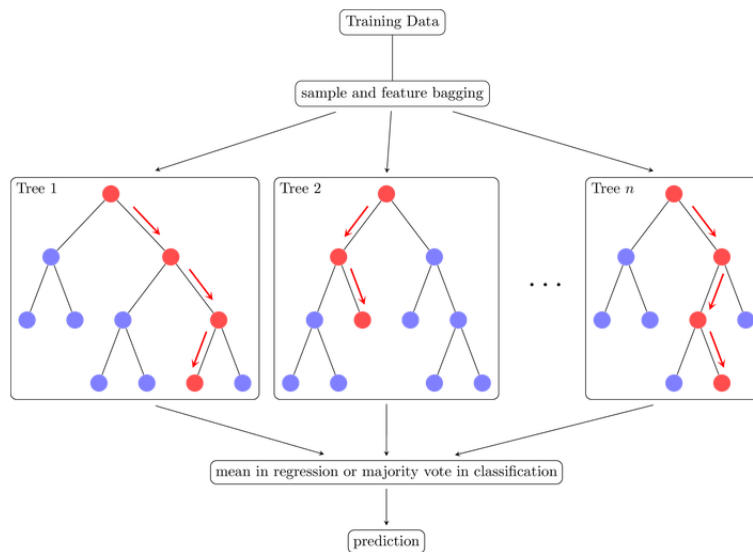 Training Data
sample and feature bagging
Tree 1
Tree 2
Tree n
. . .
mean in regression or majority vote in classification
prediction